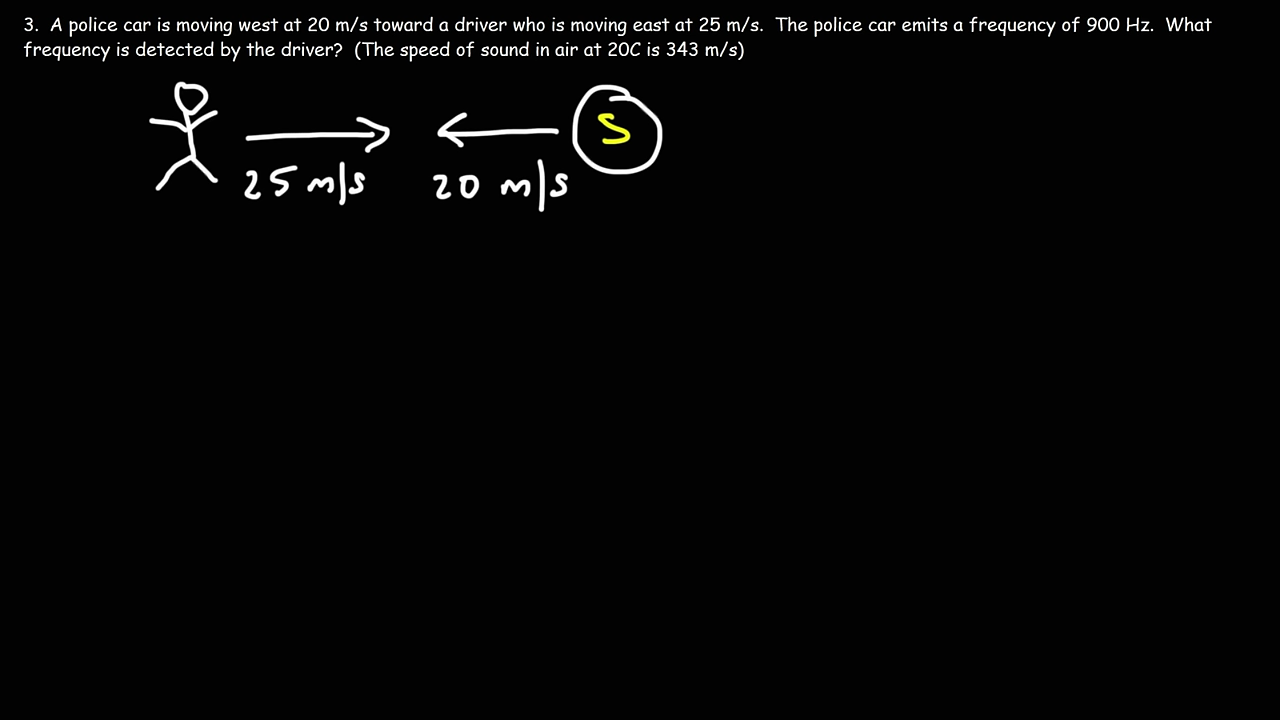 3. A police car is moving west at 20 m/s toward a driver who is moving east at 25 m/s. The police car emits a frequency of 900 Hz. What
frequency is detected by the driver? (The speed of sound in air at 20C is 343 m/s)
S
25 m/s 20 m/s